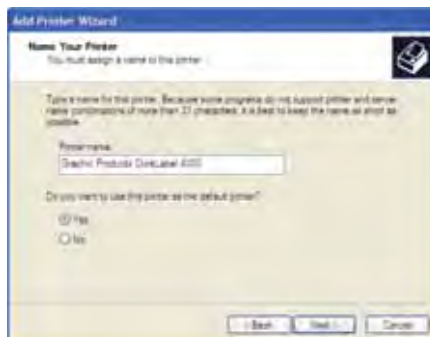 Add Printer Wizard
Name Your Printer
You must assign a name to this printer.
Type a name for this printer. Because some programs do not support printer and server
name combinations of more than 31 characters, it is best to keep the name as short as
possible.
Printer name:
Graphic Products
Do you want to use this printer as the default printer?
Yes
No
< Back
Next >
Cancel